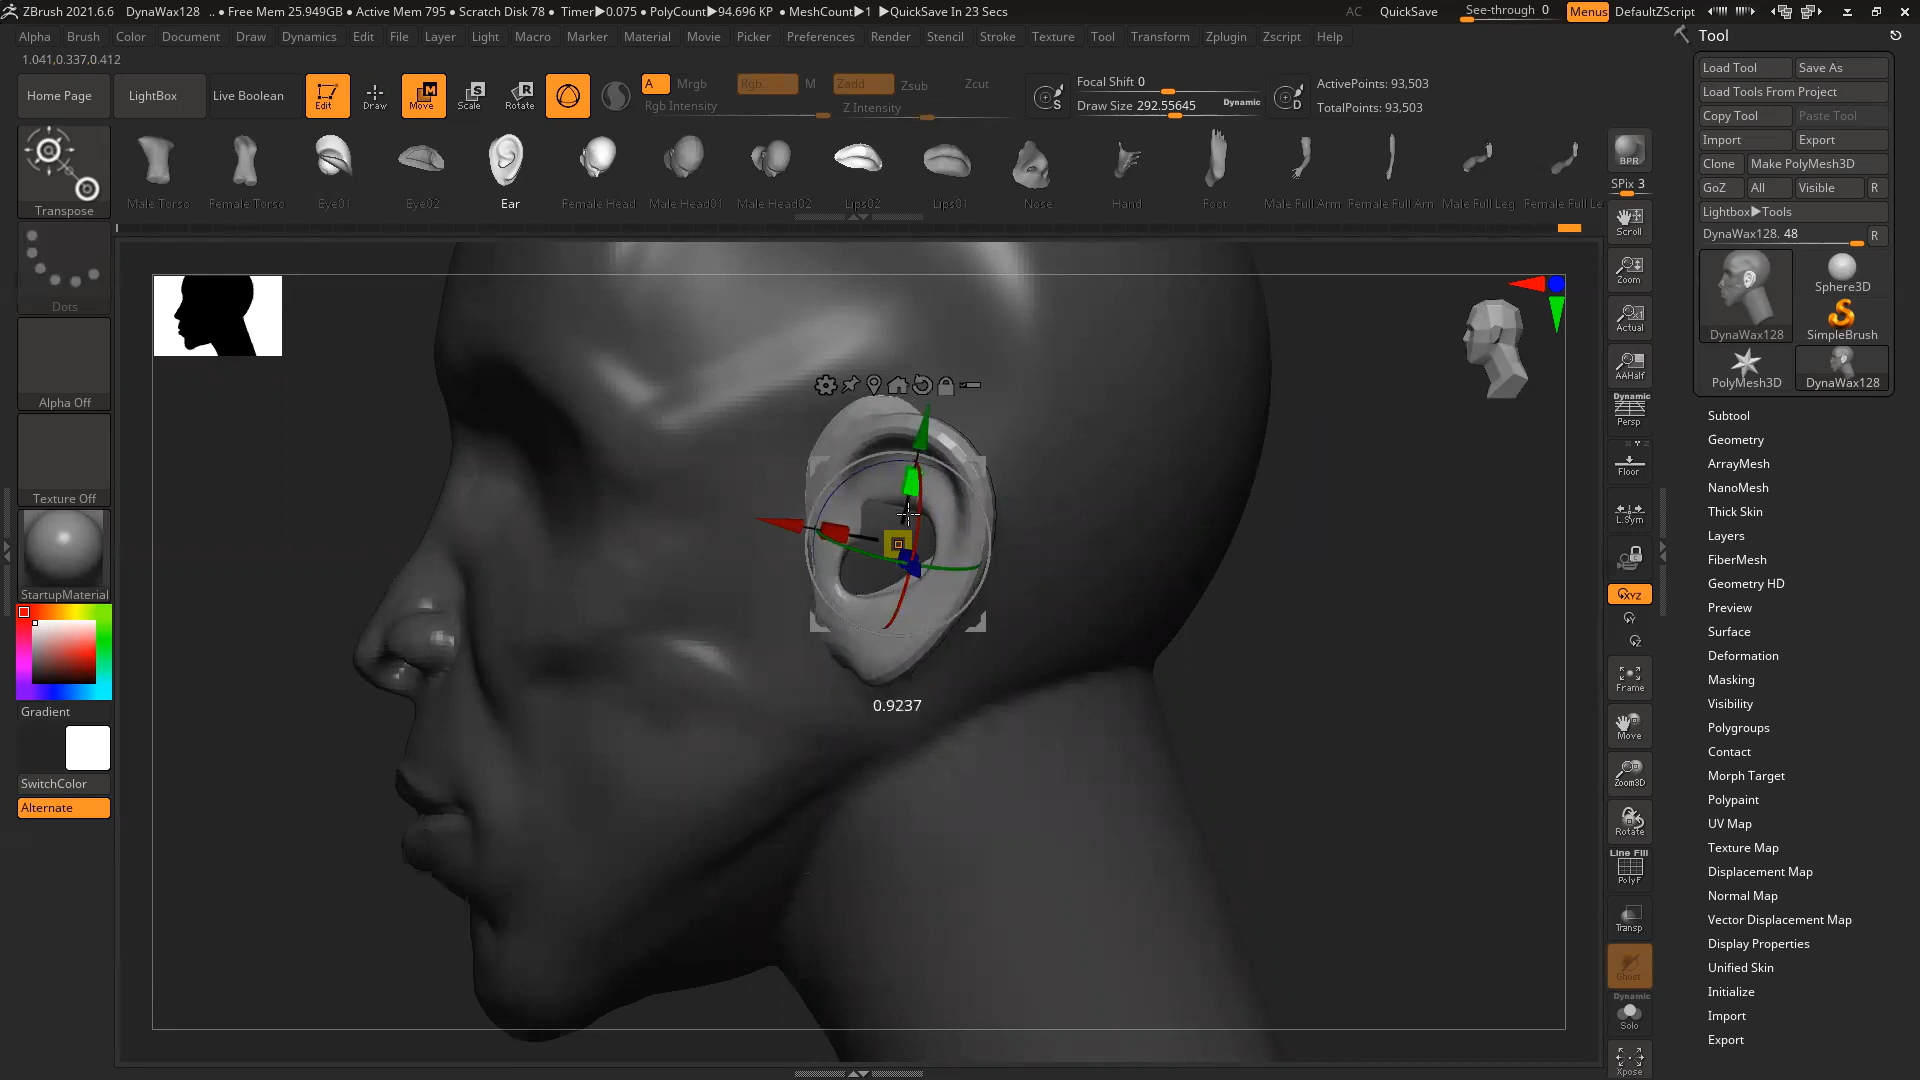 ZBrush 2021.6.6 DynaWax128 .. • Free Mem 25.949GB • Active Mem 795 • Scratch Disk 78 • Timer▶0.075 • PolyCount▶94.696 KP • MeshCount▶1 ▶QuickSave In 23 Secs AC QuickSave See-through 0 Menus DefaultZScript
Alpha Brush Color Document Draw Dynamics Edit File Layer Light Macro Marker Material Movie Picker Preferences Render Stencil Stroke Texture Tool Transform Zplugin Zscript Help
1.041,0.337,0.412
Home Page LightBox Live Boolean Edit Draw Move Scale Rotate
A Mrgb Rgb M Zadd Zsub Zcut
Rgb Intensity Z Intensity
S Focal Shift 0
Draw Size 292.55645 Dynamic
D ActivePoints: 93,503
TotalPoints: 93,503
Transpose
Male Torso Female Torso Eye01 Eye02 Ear Female Head Male Head01 Male Head02 Lips02 Lips01 Nose Hand Foot Male Full Arm Female Full Arn Male Full Leg Female Full Le
Dots
Alpha Off
Texture Off
StartupMaterial
Gradient
SwitchColor
Alternate
0.9237
BPR
SPix 3
Scroll
Zoom
Actual
AAHalf
Dynamic
Persp
Floor
L.Sym
XYZ
Y
Z
Frame
Move
Zoom3D
Rotate
Line Fill
PolyF
Transp
Ghost
Dynamic
Solo
Xpose
Tool
Load Tool Save As
Load Tools From Project
Copy Tool Paste Tool
Import Export
Clone Make PolyMesh3D
GoZ All Visible R
Lightbox▶Tools
DynaWax128. 48 R
DynaWax128 Sphere3D
SimpleBrush
PolyMesh3D DynaWax128
Subtool
Geometry
ArrayMesh
NanoMesh
Thick Skin
Layers
FiberMesh
Geometry HD
Preview
Surface
Deformation
Masking
Visibility
Polygroups
Contact
Morph Target
Polypaint
UV Map
Texture Map
Displacement Map
Normal Map
Vector Displacement Map
Display Properties
Unified Skin
Initialize
Import
Export